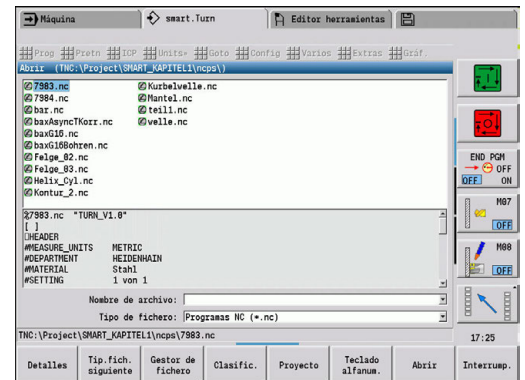 Máquina smart.Turn Editor herramientas
Prog Pretn ICP Units» Goto Config Varios Extras Gráf.
Abrir (TNC:\Project\SMART_KAPITEL1\ncps\)
7983.nc Kurbelvelle.nc
7984.nc Mantel.nc
bar.nc teil1.nc
baxAsyncTKorr.nc velle.nc
baxG16.nc
baxG16Bohren.nc
Felge_02.nc
Felge_03.nc
Helix_Cyl.nc
Kontur_2.nc
%7983.nc "TURN_V1.0"
[ ]
HEADER
#MEASURE_UNITS METRIC
#DEPARTMENT HEIDENHAIN
#MATERIAL Stahl
#SETTING 1 von 1
Nombre de archivo:
Tipo de fichero: Programas NC (*.nc)
TNC:\Project\SMART_KAPITEL1\ncps\7983.nc
END PGM
OFF
OFF ON
M07
OFF
M08
OFF
17:25
Detalles Tip.fich. siguiente Gestor de fichero Clasific. Proyecto Teclado alfanum. Abrir Interrump.